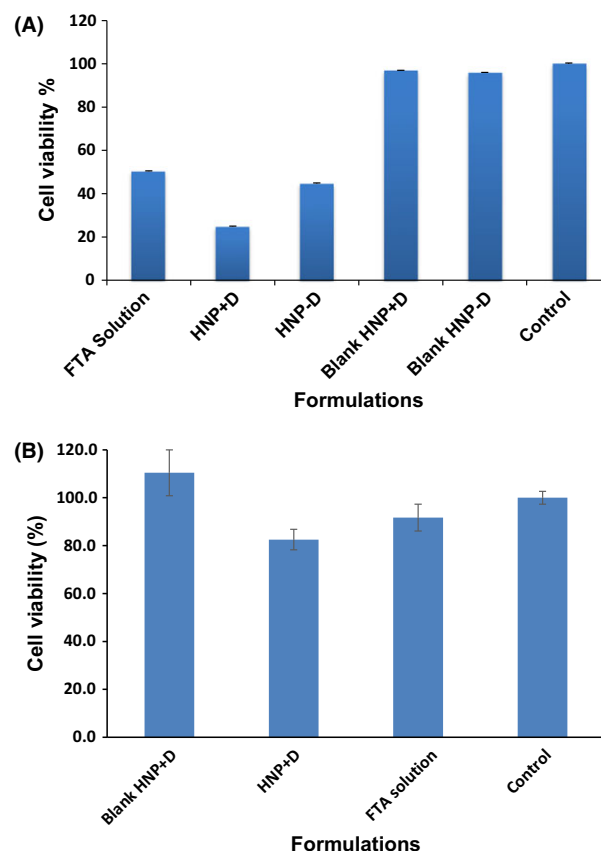 (A)
120
100
80
60
40
20
0
Cell viability %
FTA Solution
HNP+D
HNP-D
Blank HNP+D
Blank HNP-D
Control
Formulations
(B)
120.0
100.0
80.0
60.0
40.0
20.0
0.0
Cell viability (%)
Blank HNP+D
HNP+D
FTA solution
Control
Formulations